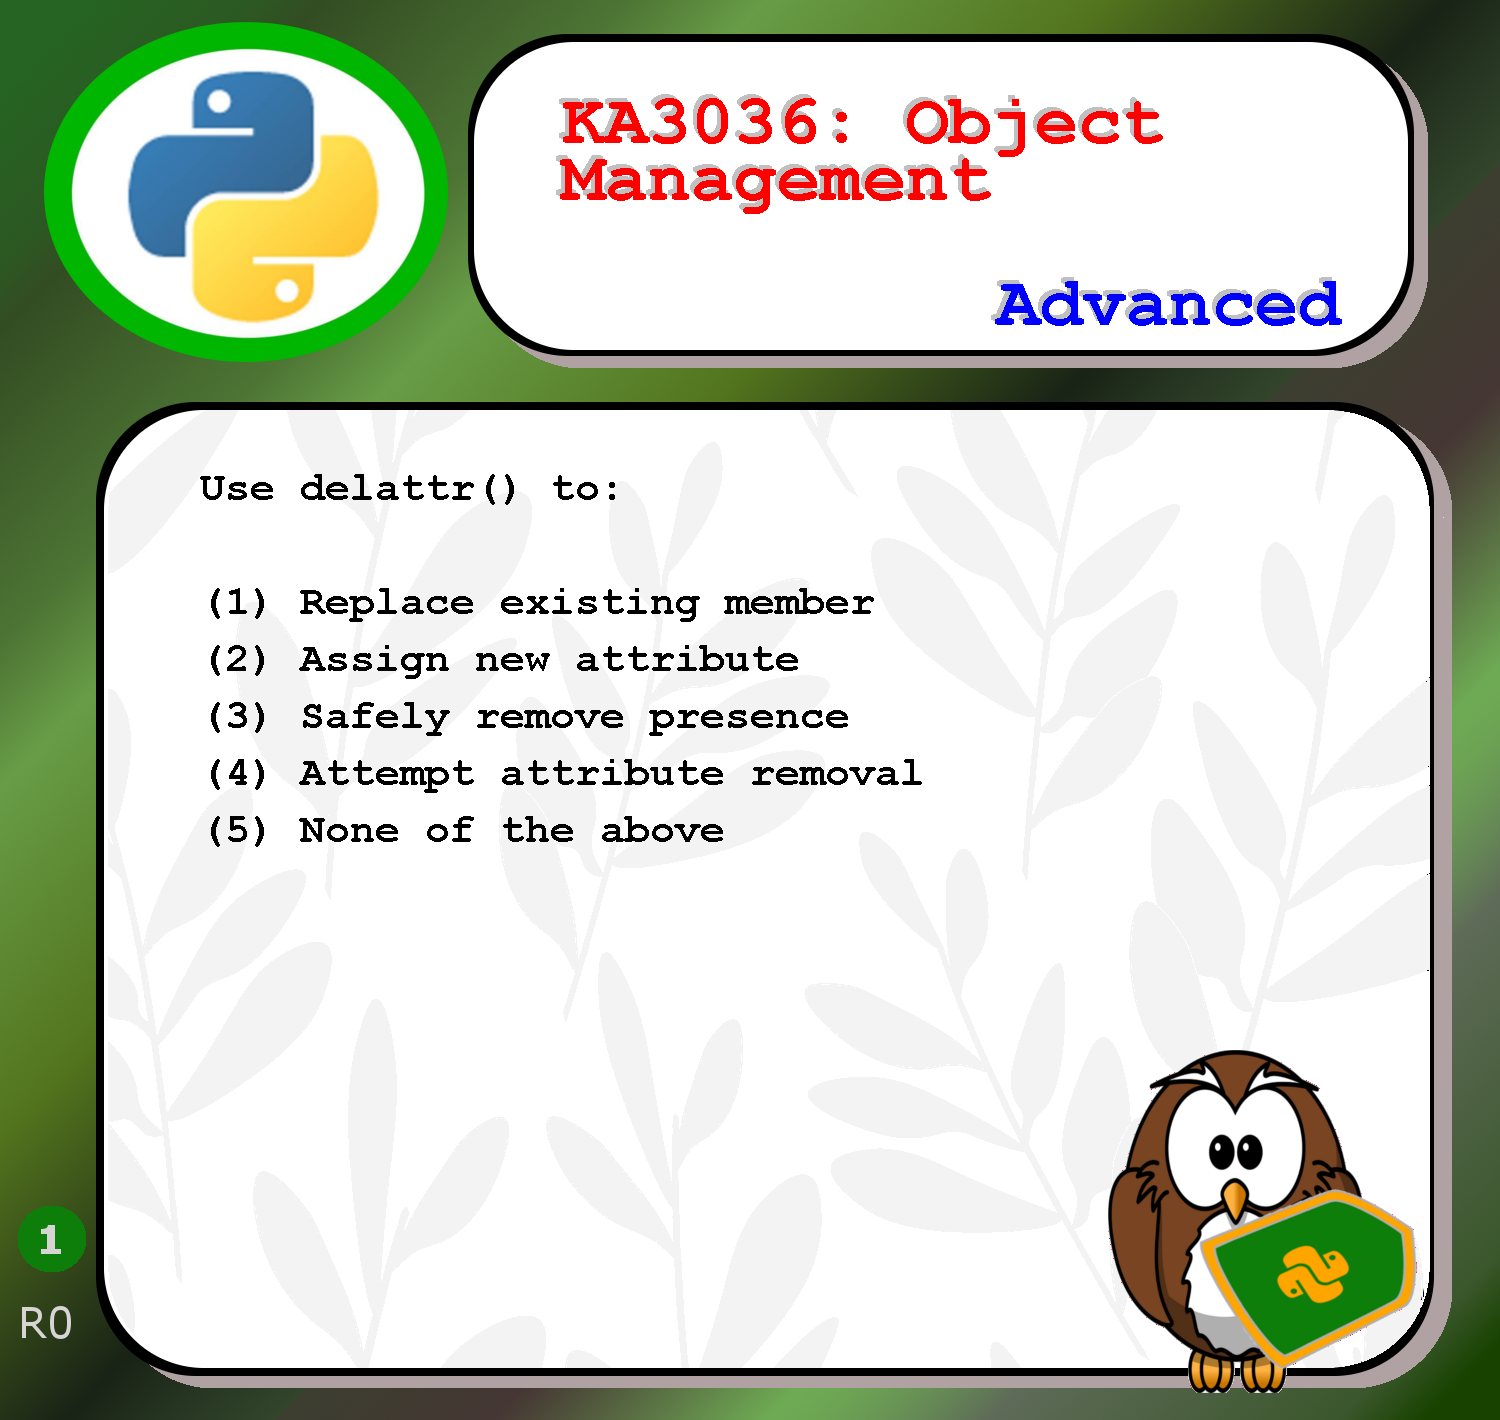 KA3036: Object
Management
Advanced
Use delattr() to:
(1) Replace existing member
(2) Assign new attribute
(3) Safely remove presence
(4) Attempt attribute removal
(5) None of the above
1
R0